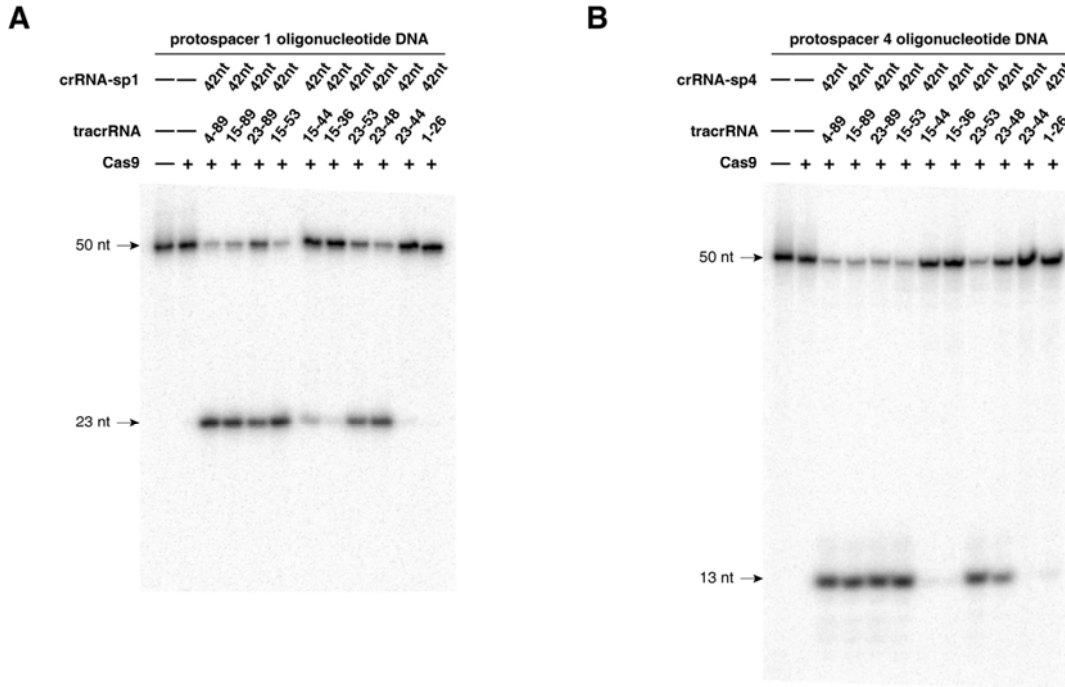 A
protospacer 1 oligonucleotide DNA
crRNA-sp1 — — 42nt 42nt 42nt 42nt 42nt 42nt 42nt 42nt 42nt 42nt
tracrRNA — — 4-89 15-89 23-89 15-53 15-44 15-36 23-53 23-48 23-44 1-26
Cas9 — + + + + + + + + + + +
50 nt →
23 nt →
B
protospacer 4 oligonucleotide DNA
crRNA-sp4 — — 42nt 42nt 42nt 42nt 42nt 42nt 42nt 42nt 42nt 42nt
tracrRNA — — 4-89 15-89 23-89 15-53 15-44 15-36 23-53 23-48 23-44 1-26
Cas9 — + + + + + + + + + + +
50 nt →
13 nt →